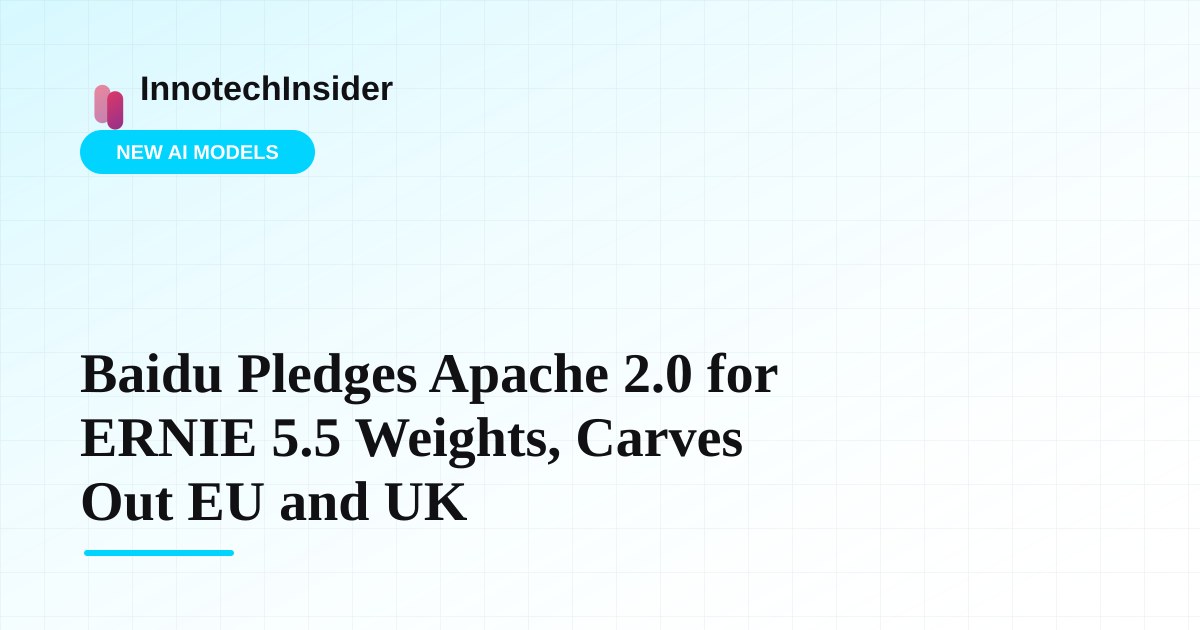 InnotechInsider
NEW AI MODELS
Baidu Pledges Apache 2.0 for
ERNIE 5.5 Weights, Carves
Out EU and UK